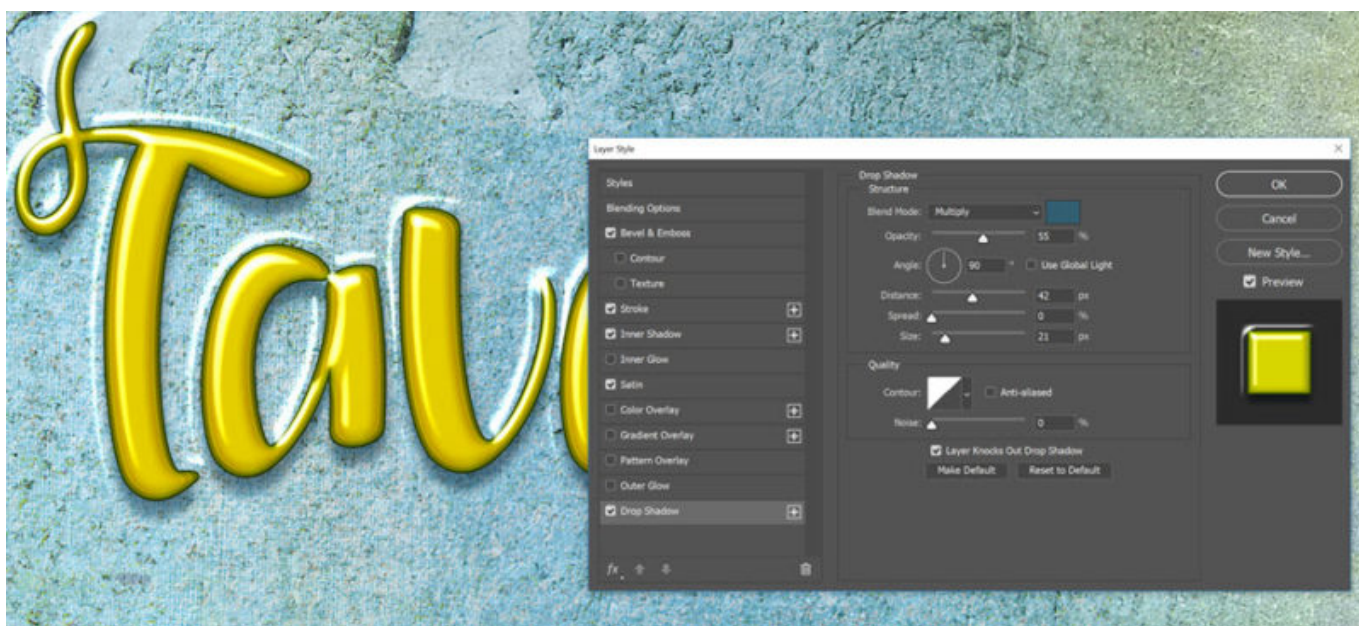 Tava
Layer Style
Styles
Blending Options
Bevel & Emboss
Contour
Texture
Stroke
Inner Shadow
Inner Glow
Satin
Color Overlay
Gradient Overlay
Pattern Overlay
Outer Glow
Drop Shadow
fx
Drop Shadow
Structure
Blend Mode: Multiply
Opacity: 55 %
Angle: 90 ° Use Global Light
Distance: 42 px
Spread: 0 %
Size: 21 px
Quality
Contour: Anti-aliased
Noise: 0 %
Layer Knocks Out Drop Shadow
Make Default Reset to Default
OK
Cancel
New Style...
Preview